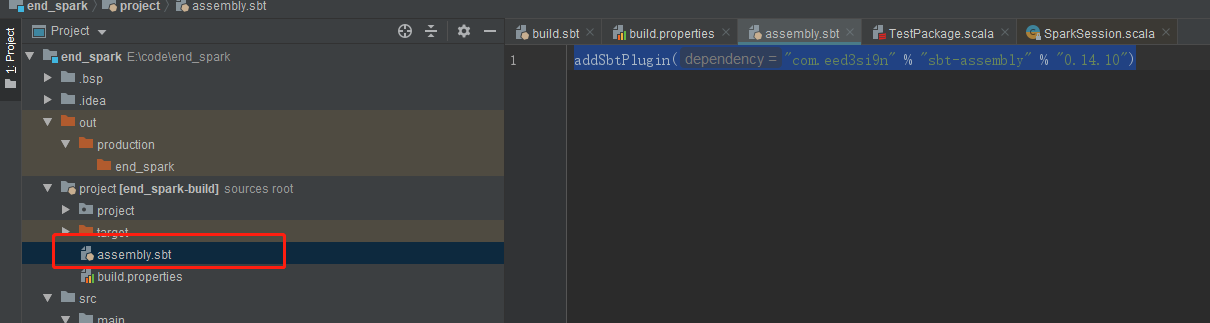 end_spark project assembly.sbt
Project
build.sbt build.properties assembly.sbt TestPackage.scala SparkSession.scala
1: Project
end_spark E:\code\end_spark
1 addSbtPlugin( dependency = "com.eed3si9n" % "sbt-assembly" % "0.14.10")
.bsp
.idea
out
production
end_spark
project [end_spark-build] sources root
project
target
assembly.sbt
build.properties
src
main